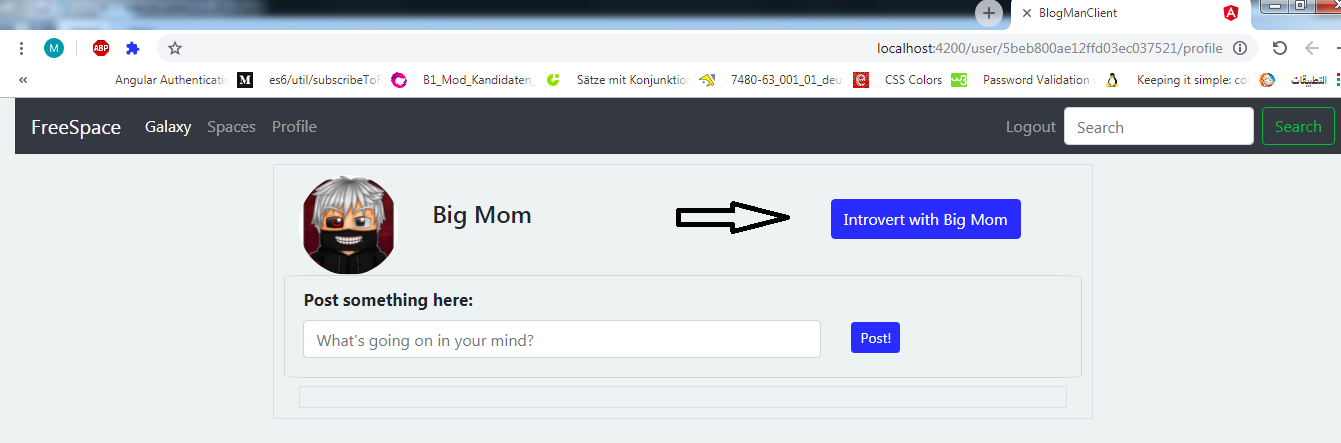 BlogManClient
M
ABP
localhost:4200/user/5beb800ae12ffd03ec037521/profile
« Angular Authenticati M es6/util/subscribeToF B1_Mod_Kandidaten_ Sätze mit Konjunktion 7480-63_001_01_deu e CSS Colors w3 Password Validation Keeping it simple: co التطبيقات
FreeSpace Galaxy Spaces Profile Logout Search Search
Big Mom
Introvert with Big Mom
Post something here:
What's going on in your mind?
Post!